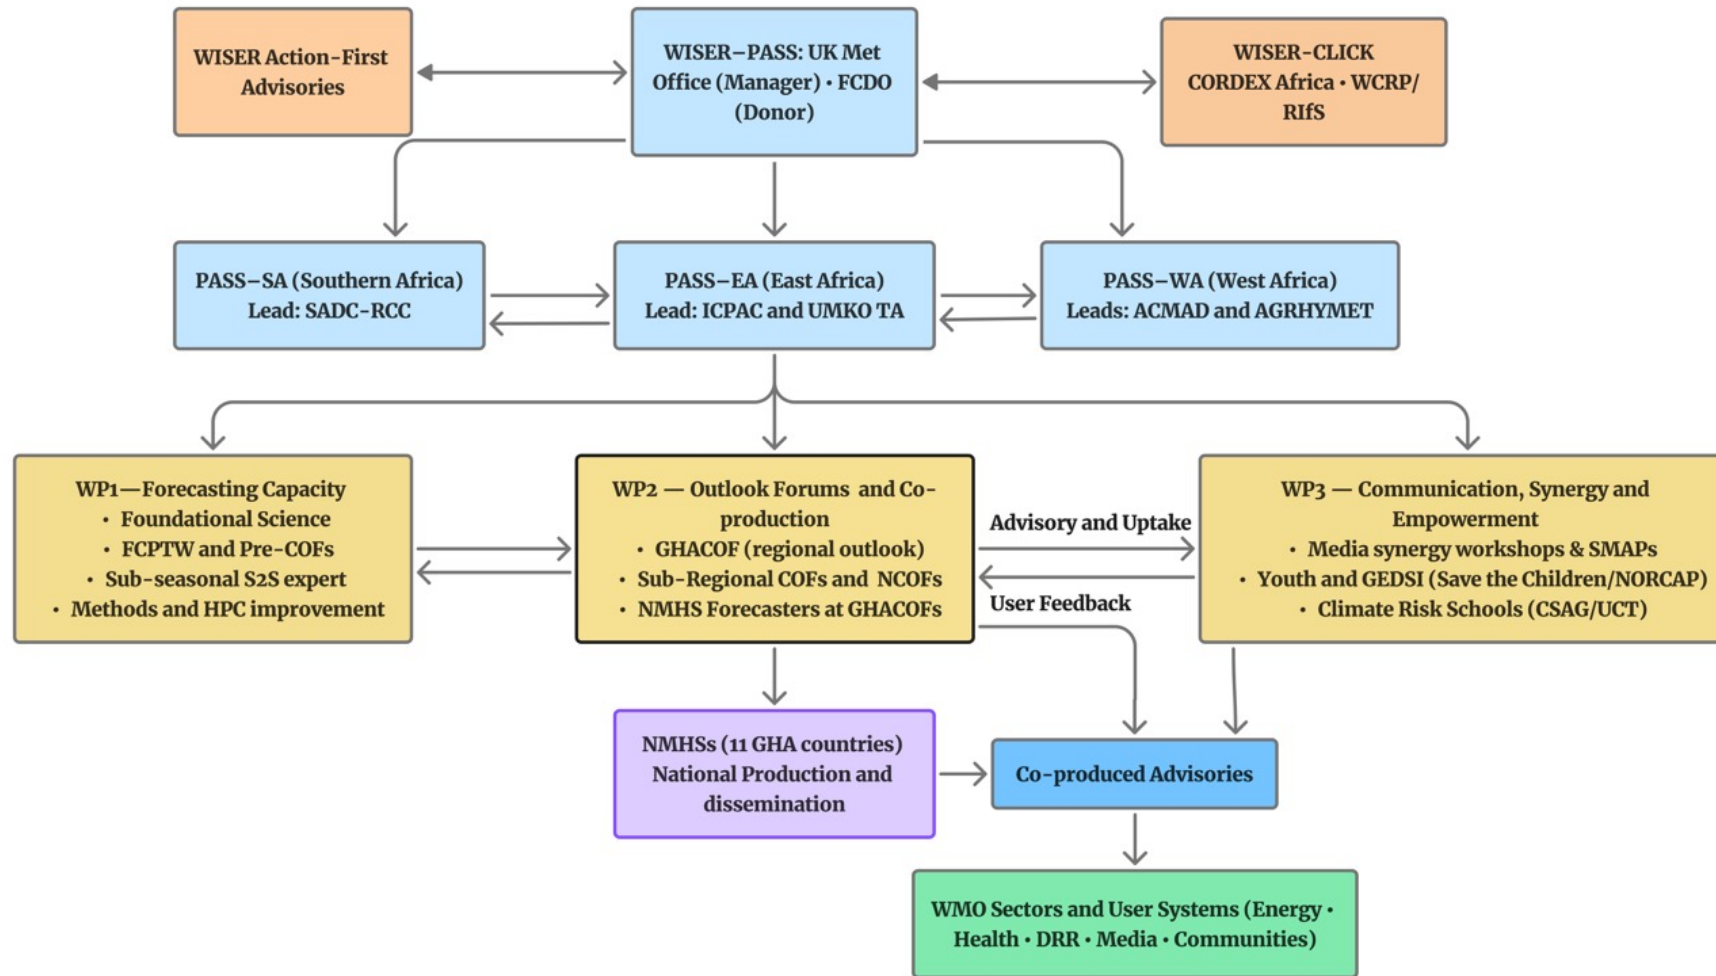 WISER Action-First
Advisories
WISER–PASS: UK Met
Office (Manager) • FCDO
(Donor)
WISER-CLICK
CORDEX Africa • WCRP/
RIfS
PASS–SA (Southern Africa)
Lead: SADC-RCC
PASS–EA (East Africa)
Lead: ICPAC and UMKO TA
PASS–WA (West Africa)
Leads: ACMAD and AGRHYMET
WP1—Forecasting Capacity
• Foundational Science
• FCPTW and Pre-COFs
• Sub-seasonal S2S expert
• Methods and HPC improvement
WP2 — Outlook Forums and Co-
production
• GHACOF (regional outlook)
• Sub-Regional COFs and NCOFs
• NMHS Forecasters at GHACOFs
Advisory and Uptake
User Feedback
WP3 — Communication, Synergy and
Empowerment
• Media synergy workshops & SMAPs
• Youth and GEDSI (Save the Children/NORCAP)
• Climate Risk Schools (CSAG/UCT)
NMHSs (11 GHA countries)
National Production and
dissemination
Co-produced Advisories
WMO Sectors and User Systems (Energy •
Health • DRR • Media • Communities)